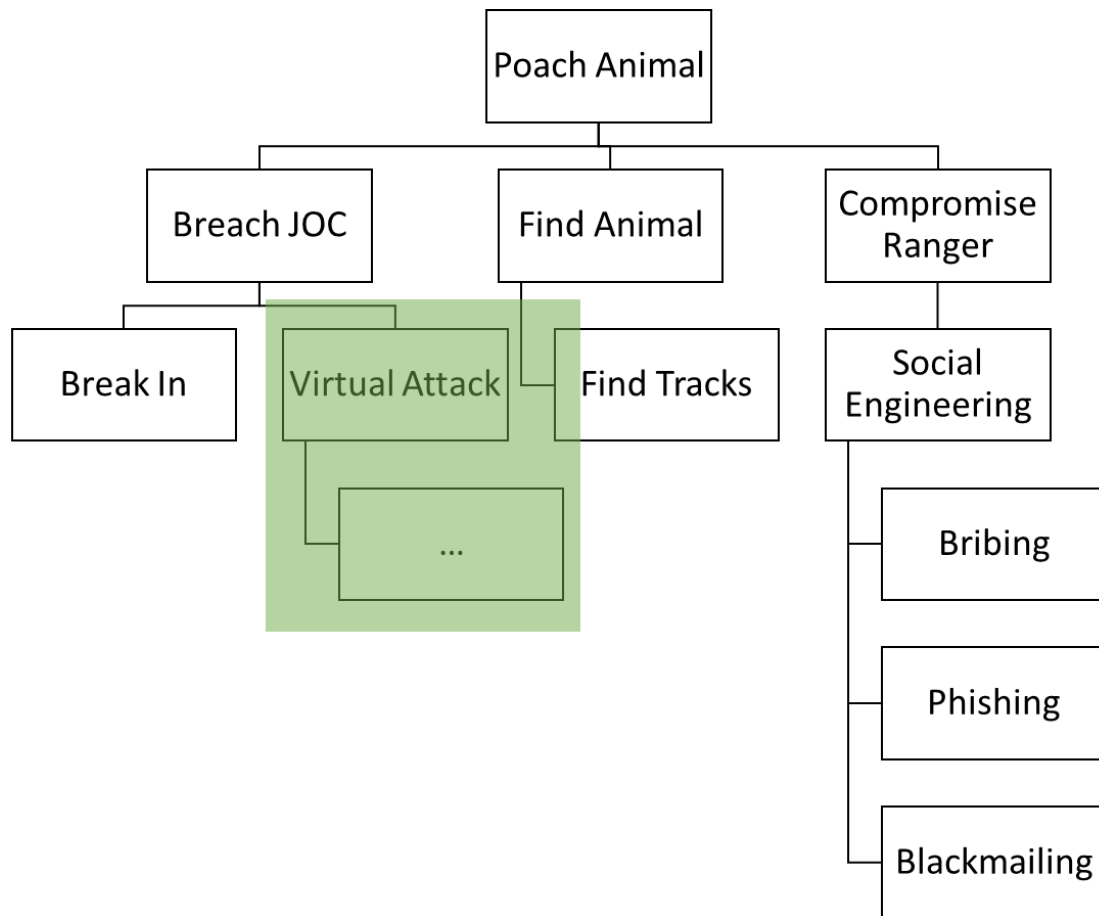 Poach Animal
Breach JOC
Find Animal
Compromise
Ranger
Break In
Virtual Attack
Find Tracks
Social
Engineering
...
Bribing
Phishing
Blackmailing